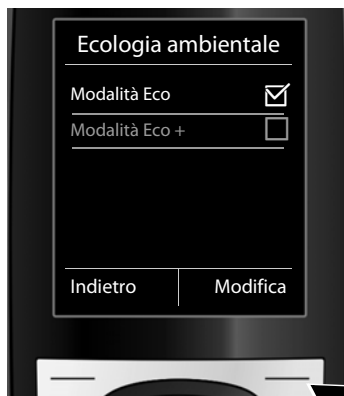 Ecologia ambientale
Modalità Eco
Modalità Eco +
Indietro Modifica